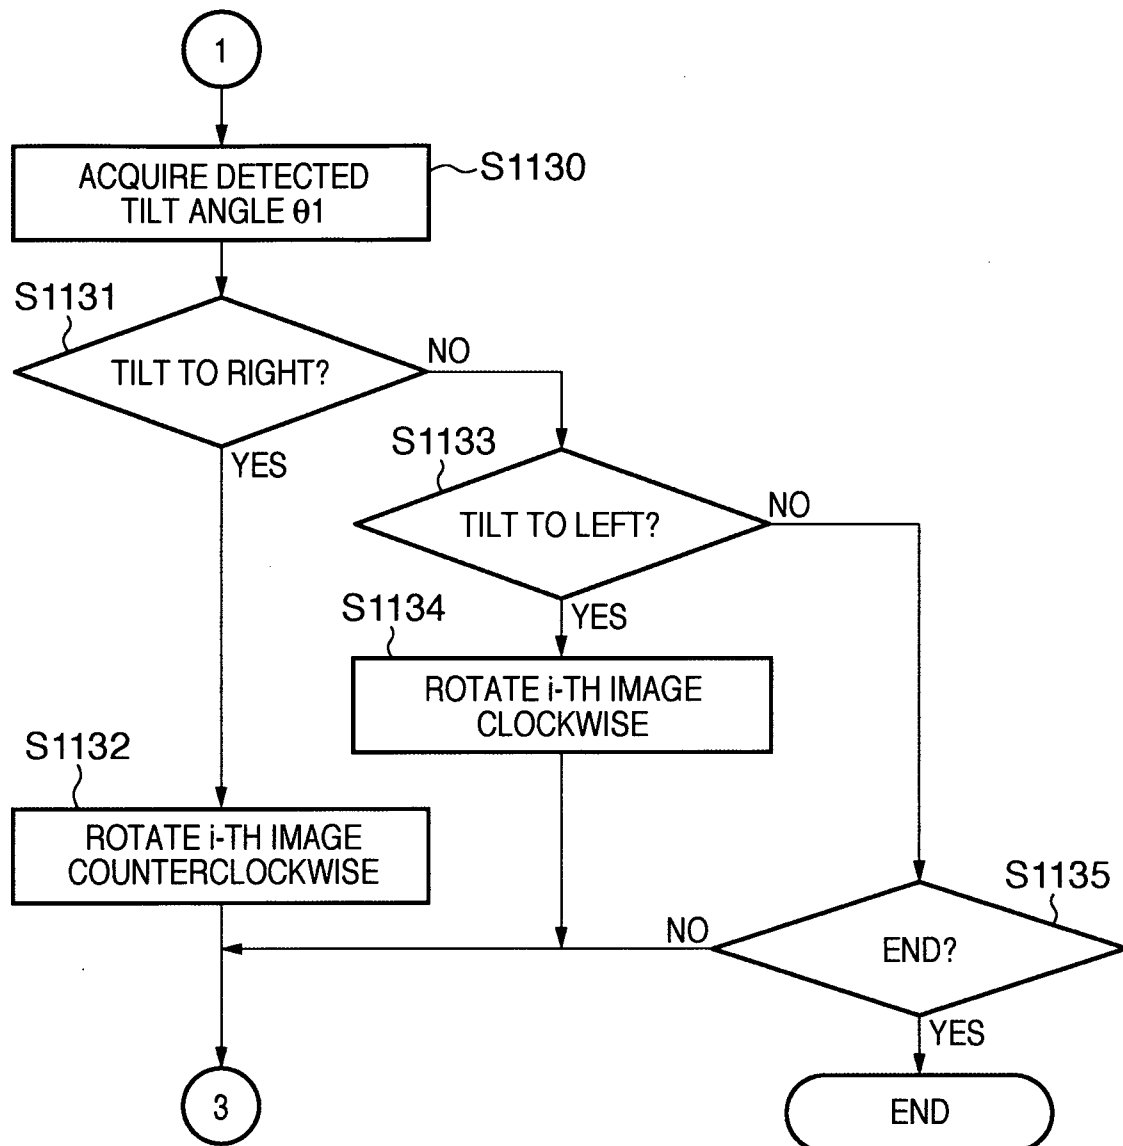 1
ACQUIRE DETECTED
TILT ANGLE θ1
S1130
S1131
TILT TO RIGHT?
NO
YES
S1133
TILT TO LEFT?
NO
YES
S1134
ROTATE i-TH IMAGE
CLOCKWISE
S1132
ROTATE i-TH IMAGE
COUNTERCLOCKWISE
S1135
END?
NO
YES
3
END